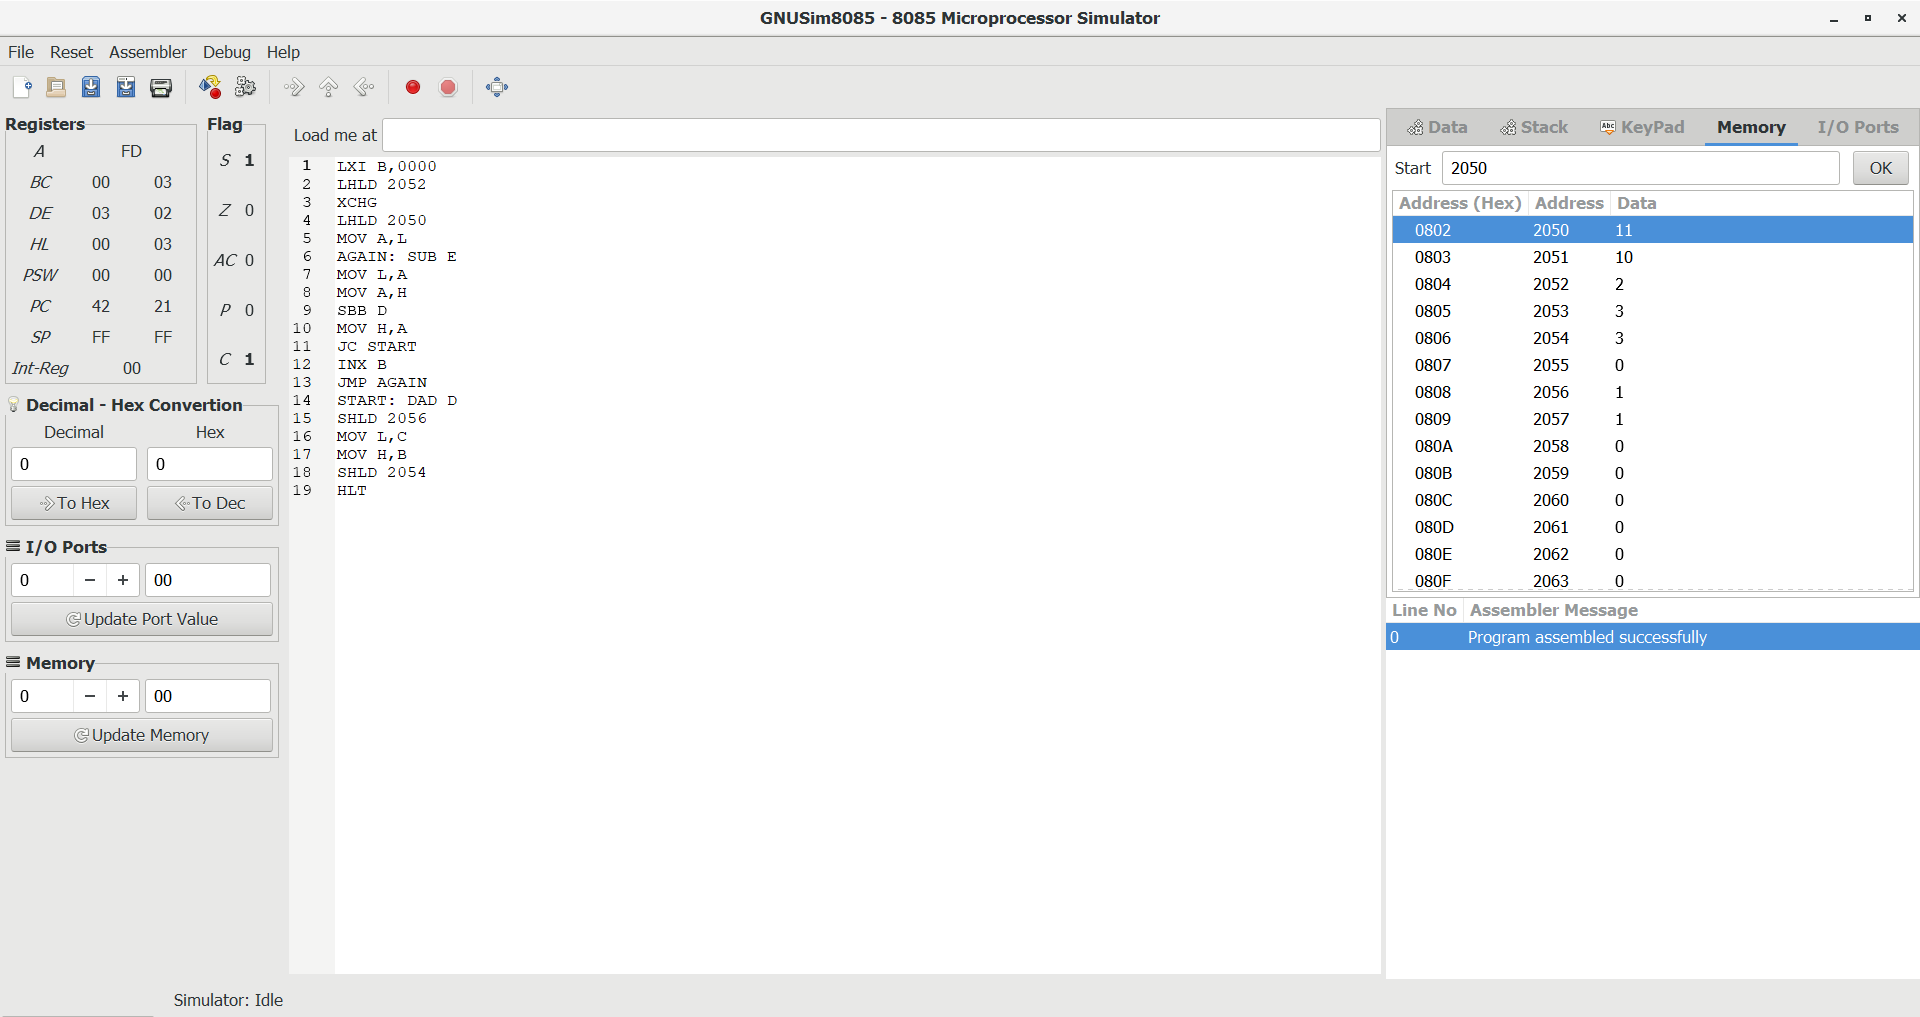 GNUSim8085 - 8085 Microprocessor Simulator
File Reset Assembler Debug Help
Registers
A FD
BC 00 03
DE 03 02
HL 00 03
PSW 00 00
PC 42 21
SP FF FF
Int-Reg 00
Flag
S 1
Z 0
AC 0
P 0
C 1
Decimal - Hex Convertion
Decimal Hex
0 0
To Hex To Dec
I/O Ports
0 − + 00
Update Port Value
Memory
0 − + 00
Update Memory
Load me at
1 LXI B,0000
2 LHLD 2052
3 XCHG
4 LHLD 2050
5 MOV A,L
6 AGAIN: SUB E
7 MOV L,A
8 MOV A,H
9 SBB D
10 MOV H,A
11 JC START
12 INX B
13 JMP AGAIN
14 START: DAD D
15 SHLD 2056
16 MOV L,C
17 MOV H,B
18 SHLD 2054
19 HLT
Data Stack Abc KeyPad Memory I/O Ports
Start 2050 OK
Address (Hex) Address Data
0802 2050 11
0803 2051 10
0804 2052 2
0805 2053 3
0806 2054 3
0807 2055 0
0808 2056 1
0809 2057 1
080A 2058 0
080B 2059 0
080C 2060 0
080D 2061 0
080E 2062 0
080F 2063 0
Line No Assembler Message
0 Program assembled successfully
Simulator: Idle